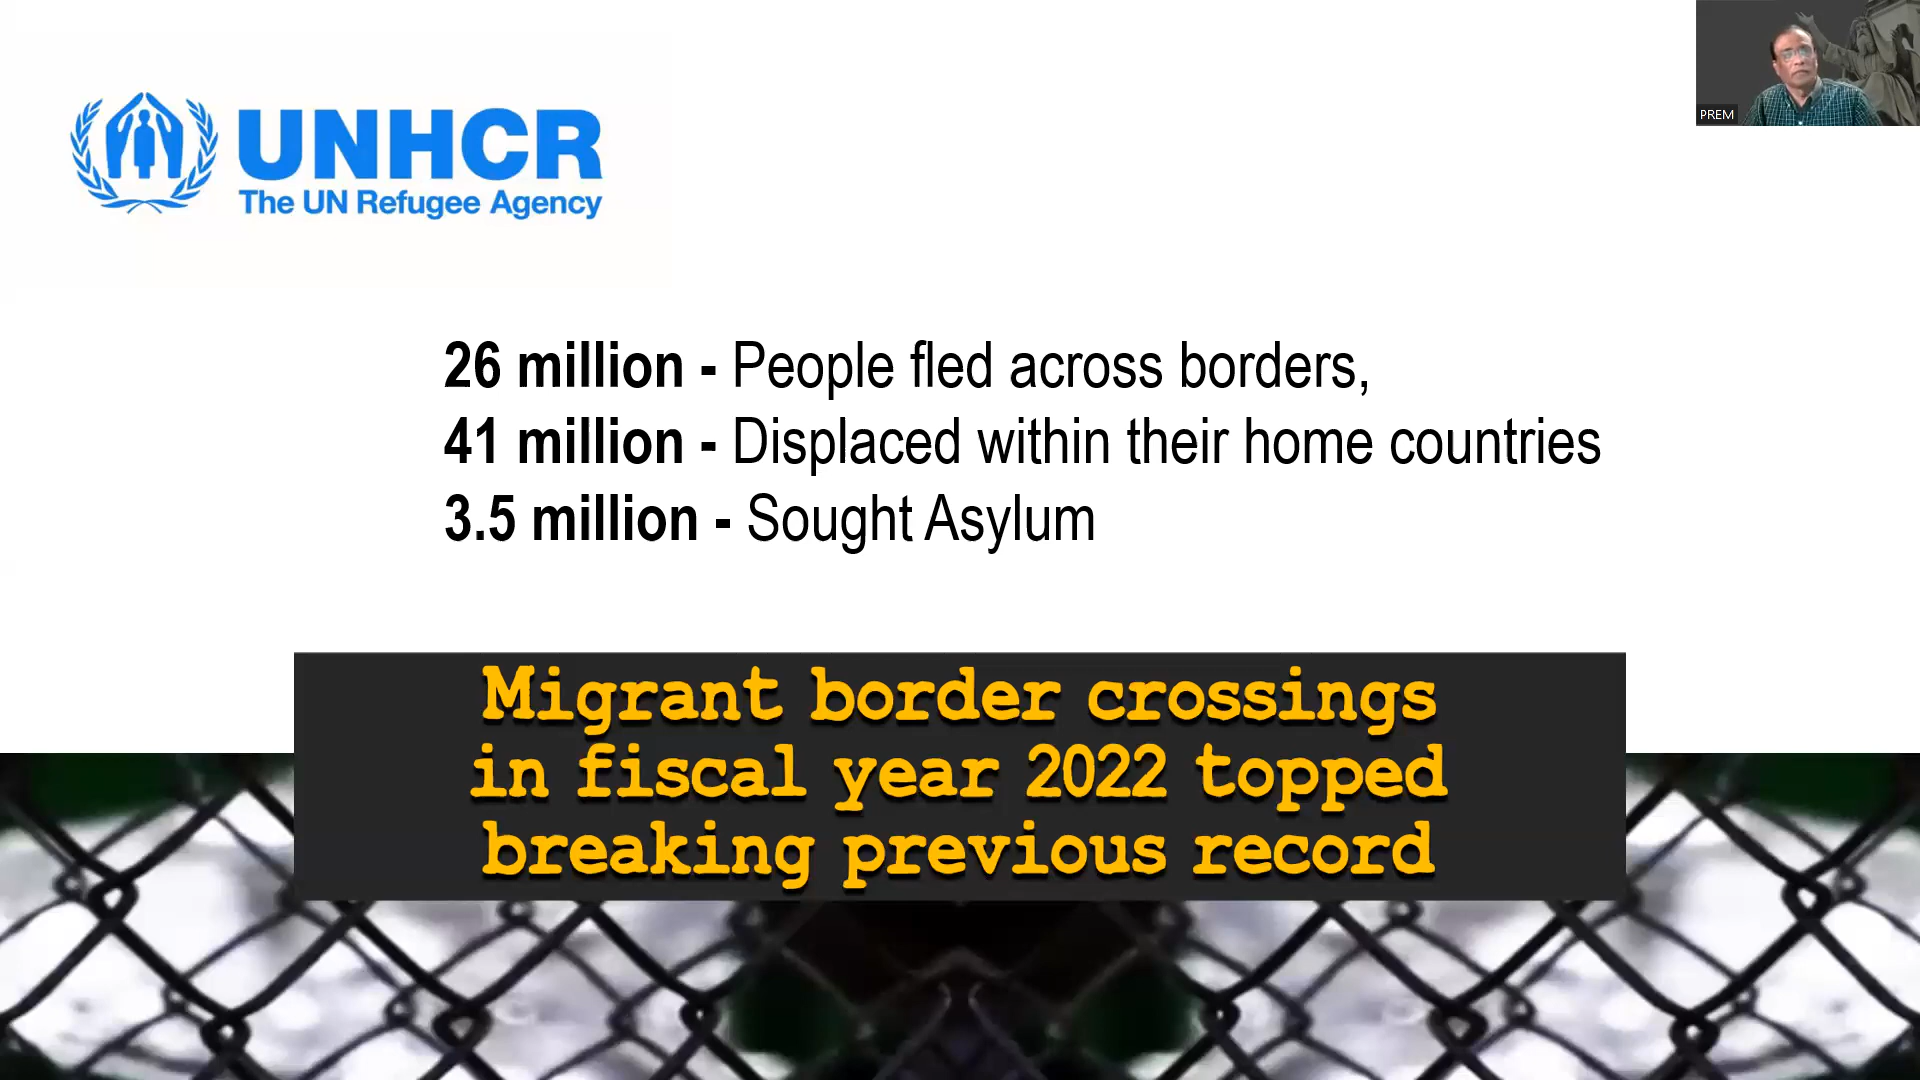 UNHCR
The UN Refugee Agency
PREM
26 million - People fled across borders,
41 million - Displaced within their home countries
3.5 million - Sought Asylum
Migrant border crossings
in fiscal year 2022 topped
breaking previous record